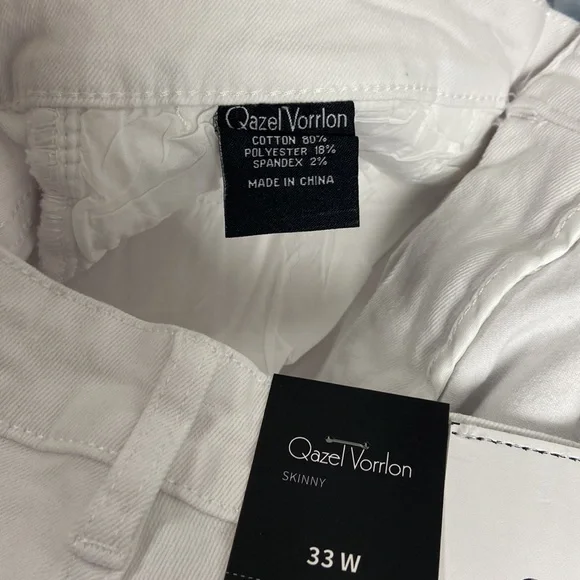 Qazel Vorrlon
COTTON 80%
POLYESTER 18%
SPANDEX 2%
MADE IN CHINA
Qazel Vorrlon
SKINNY
33 W